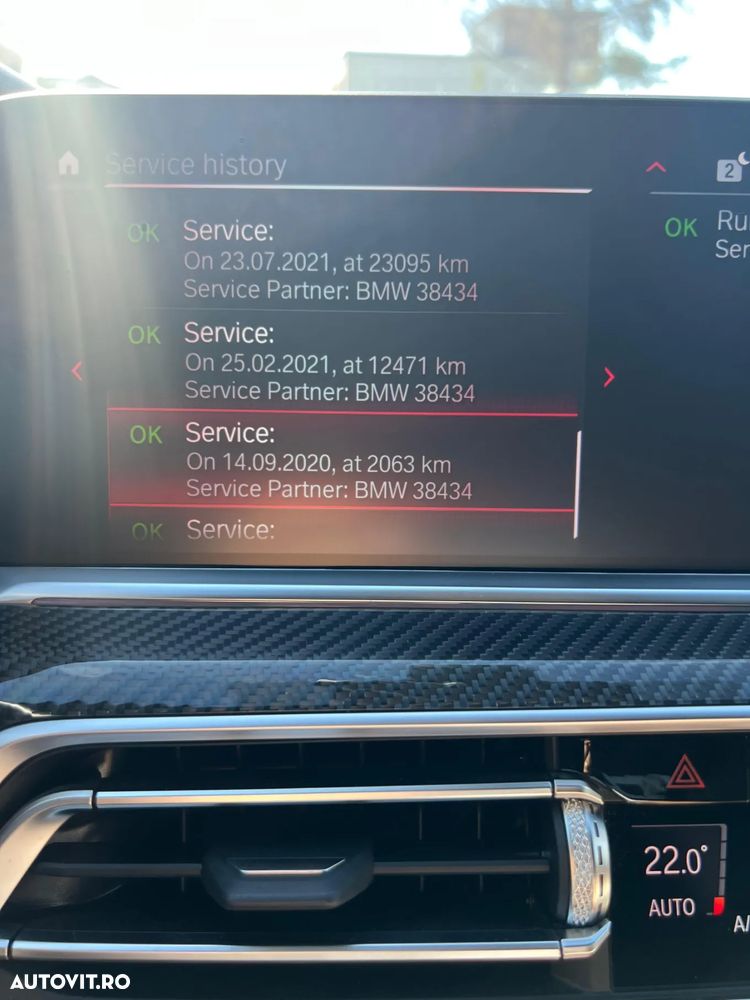 Service history
2
OK Service:
On 23.07.2021, at 23095 km
Service Partner: BMW 38434
OK Service:
On 25.02.2021, at 12471 km
Service Partner: BMW 38434
OK Service:
On 14.09.2020, at 2063 km
Service Partner: BMW 38434
OK Service:
OK Ru
Ser
22.0°
AUTO
A/
AUTOVIT.RO